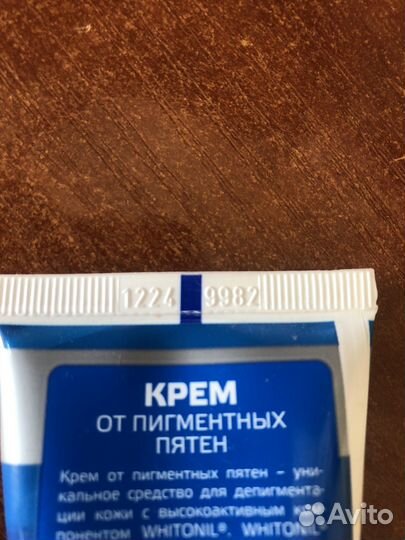 1224 9982
КРЕМ
ОТ ПИГМЕНТНЫХ
ПЯТЕН
Крем от пигментных пятен – уни-
кальное средство для депигмента-
ции кожи с высокоактивным
понентом WHITONIL®. WHITONIL
Avito